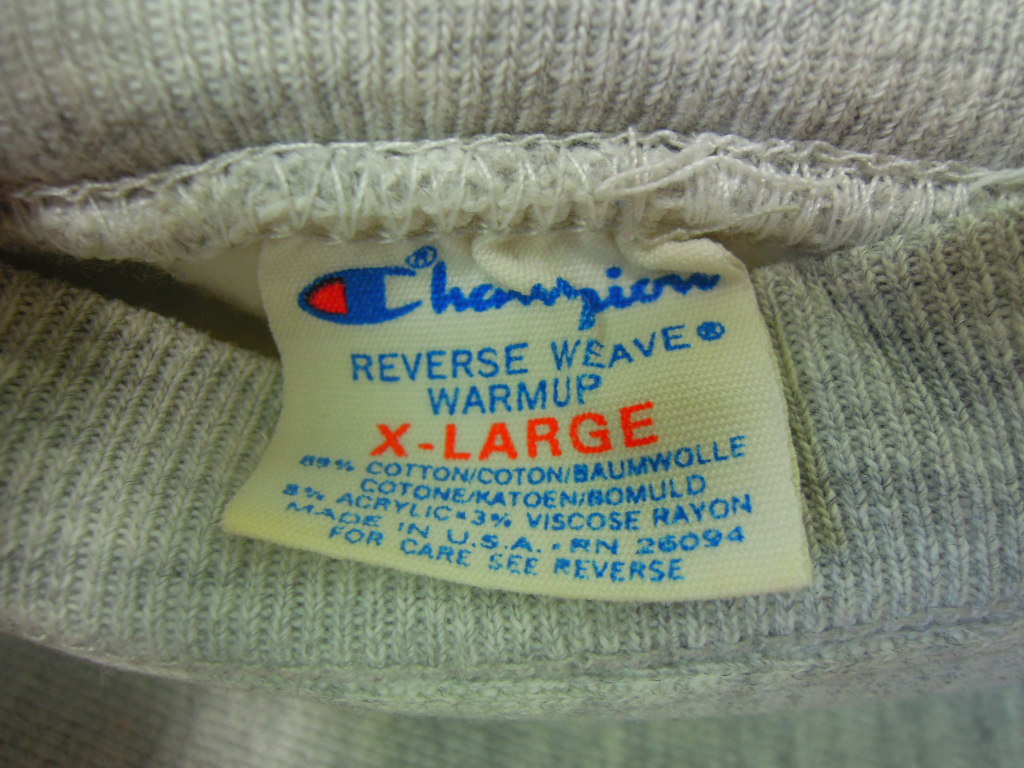 Champion®
REVERSE WEAVE®
WARMUP
X-LARGE
89% COTTON/COTON/BAUMWOLLE
COTONE/KATOEN/BOMULD
8% ACRYLIC•3% VISCOSE RAYON
MADE IN U.S.A.•RN 26094
FOR CARE SEE REVERSE